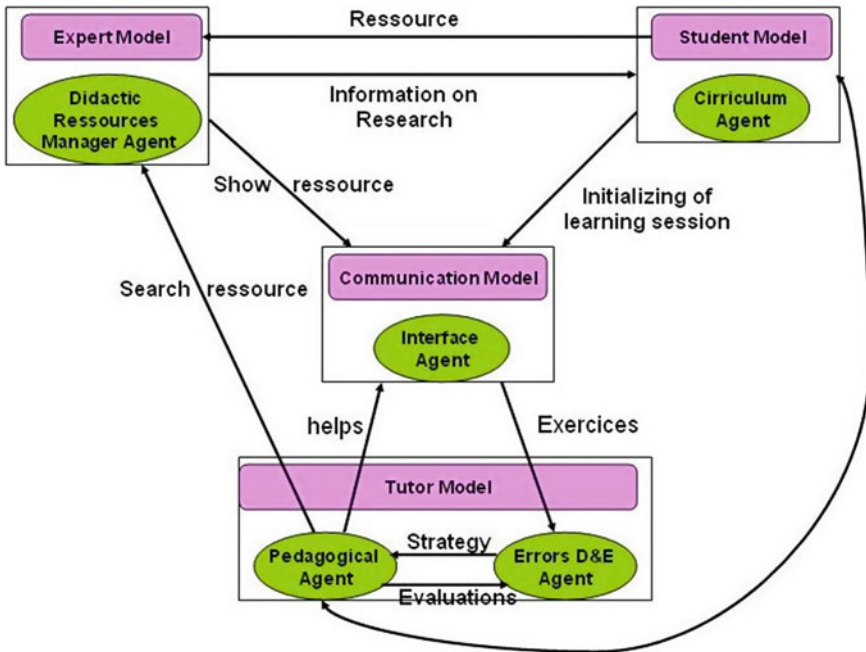 Ressource
Expert Model
Student Model
Didactic
Ressources
Manager Agent
Information on
Research
Cirriculum
Agent
Show ressource
Initializing of
learning session
Search ressource
Communication Model
Interface
Agent
helps
Exercices
Tutor Model
Strategy
Pedagogical
Agent
Errors D&E
Agent
Evaluations